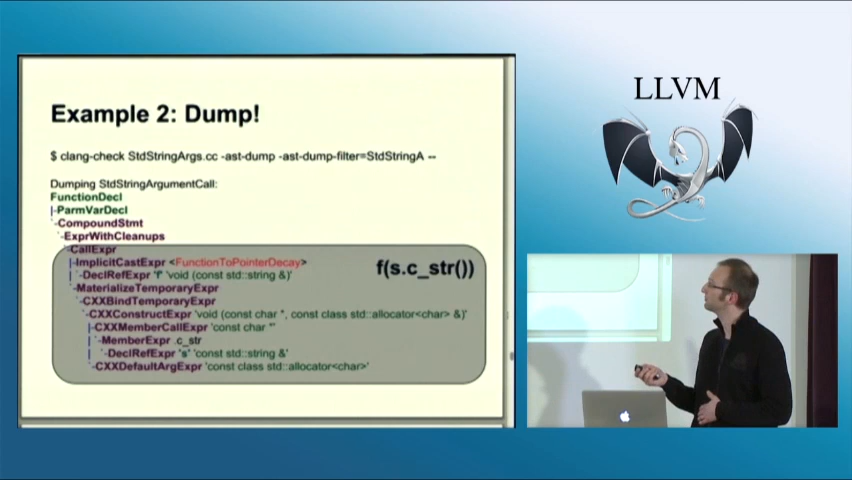 Example 2: Dump!
$ clang-check StdStringArgs.cc -ast-dump -ast-dump-filter=StdStringA --
Dumping StdStringArgumentCall:
FunctionDecl
|-ParmVarDecl
`-CompoundStmt
`-ExprWithCleanups
`-CallExpr
|-ImplicitCastExpr <FunctionToPointerDecay>
| `-DeclRefExpr 'f' 'void (const std::string &)'
`-MaterializeTemporaryExpr
`-CXXBindTemporaryExpr
`-CXXConstructExpr 'void (const char *, const class std::allocator<char> &)'
|-CXXMemberCallExpr 'const char *'
| `-MemberExpr .c_str
| `-DeclRefExpr 's' 'const std::string &'
`-CXXDefaultArgExpr 'const class std::allocator<char>'
f(s.c_str())
LLVM